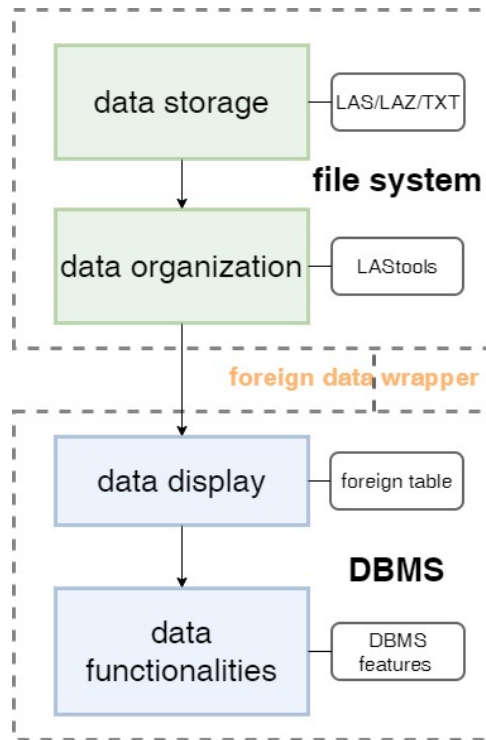 data storage
LAS/LAZ/TXT
file system
data organization
LAStools
foreign data wrapper
data display
foreign table
DBMS
data
functionalities
DBMS
features